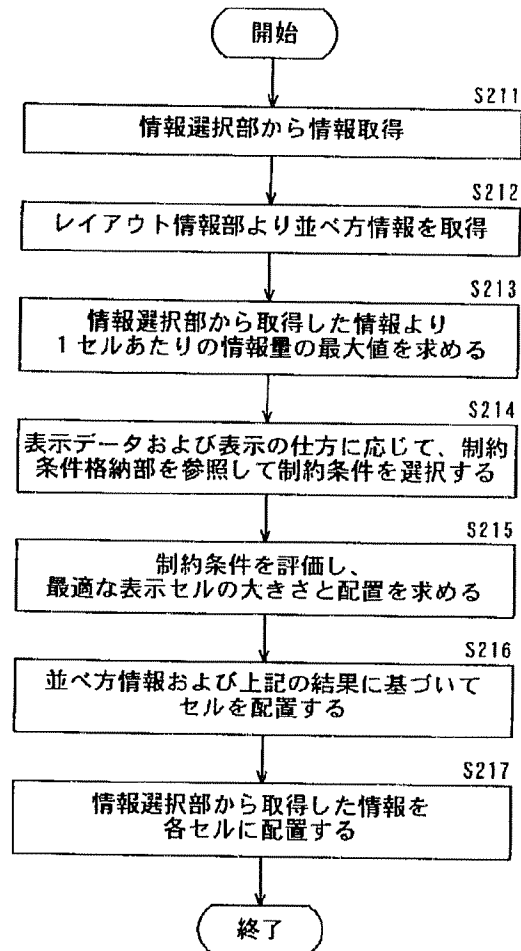 開始
S211
情報選択部から情報取得
S212
レイアウト情報部より並べ方情報を取得
S213
情報選択部から取得した情報より
1セルあたりの情報量の最大値を求める
S214
表示データおよび表示の仕方に応じて、制約
条件格納部を参照して制約条件を選択する
S215
制約条件を評価し、
最適な表示セルの大きさと配置を求める
S216
並べ方情報および上記の結果に基づいて
セルを配置する
S217
情報選択部から取得した情報を
各セルに配置する
終了